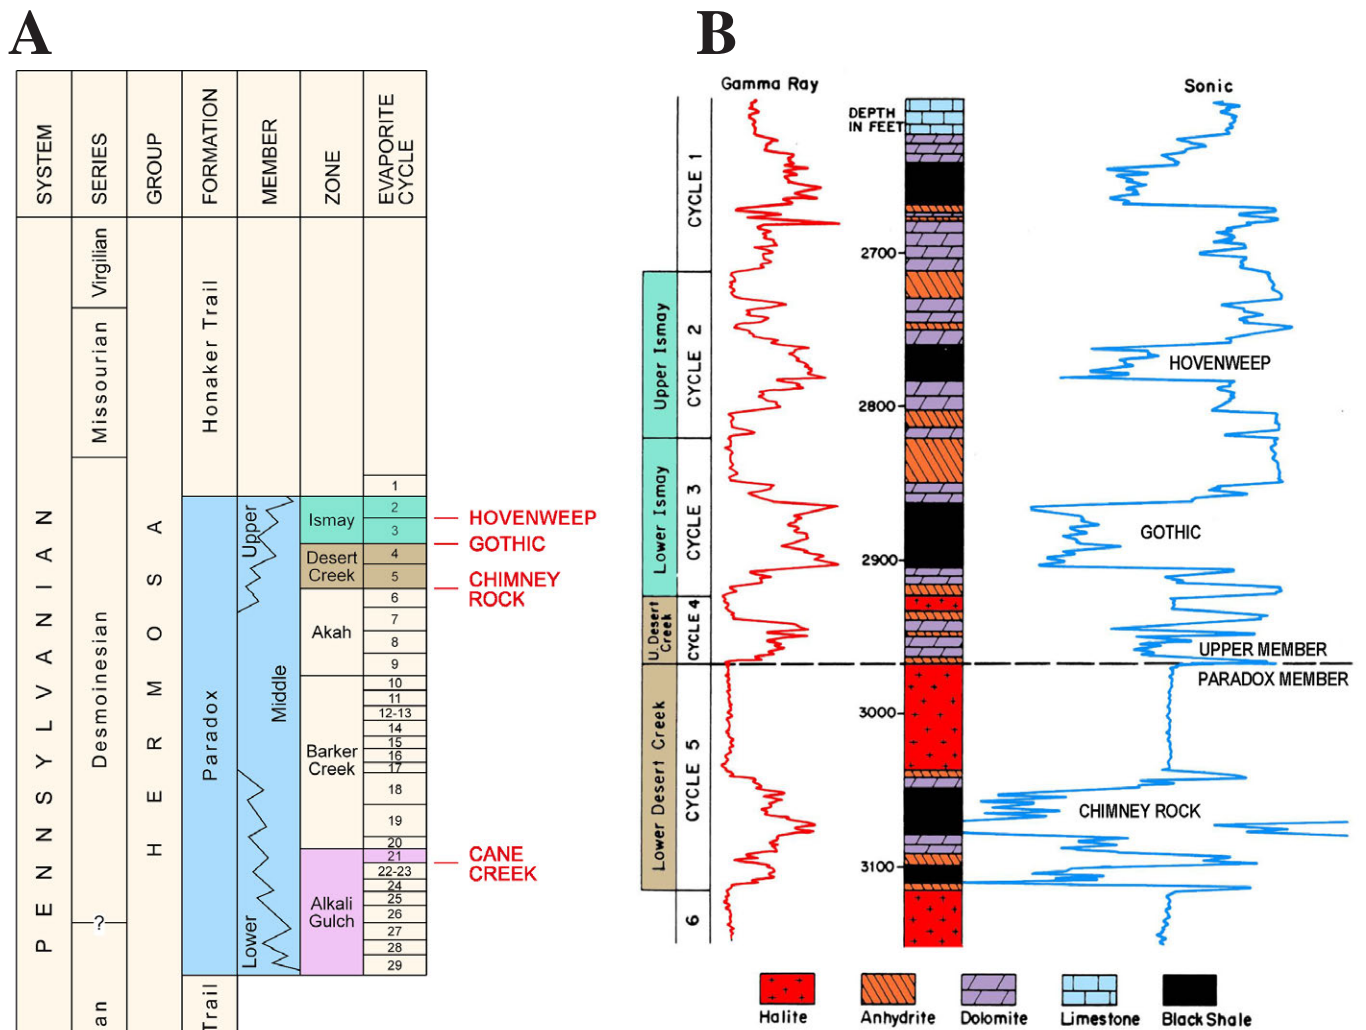 A
B
SYSTEM
SERIES
GROUP
FORMATION
MEMBER
ZONE
EVAPORITE
CYCLE
PENNSYLVANIAN
Virgilian
Missourian
Desmoinesian
?
an
HERMOSA
Honaker Trail
Paradox
Trail
Upper
Middle
Lower
Ismay
Desert
Creek
Akah
Barker
Creek
Alkali
Gulch
1
2
3
4
5
6
7
8
9
10
11
12-13
14
15
16
17
18
19
20
21
22-23
24
25
26
27
28
29
HOVENWEEP
GOTHIC
CHIMNEY
ROCK
CANE
CREEK
Gamma Ray
Sonic
DEPTH
IN FEET
CYCLE 1
Upper Ismay
CYCLE 2
Lower Ismay
CYCLE 3
U. Desert
Creek
CYCLE 4
Lower Desert Creek
CYCLE 5
6
2700
2800
2900
3000
3100
HOVENWEEP
GOTHIC
UPPER MEMBER
PARADOX MEMBER
CHIMNEY ROCK
Halite
Anhydrite
Dolomite
Limestone
Black Shale